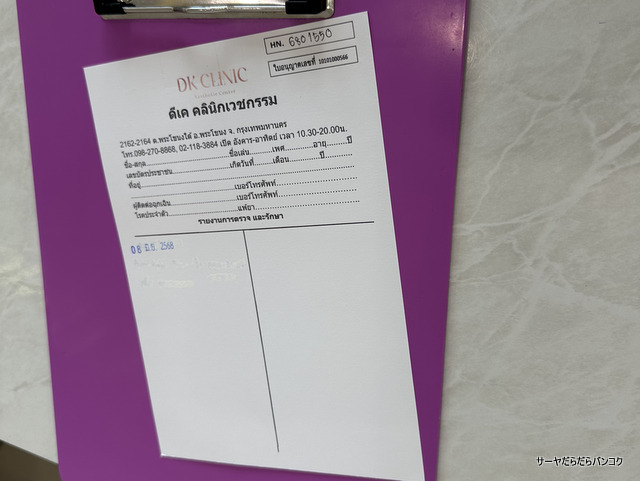 HN. 6801550
ใบอนุญาตเลขที่ 10101000566
DK CLINIC
ดีเค คลินิกเวชกรรม
2162-2164 ต.พระโขนงใต้ อ.พระโขนง จ. กรุงเทพมหานคร
โทร.098-270-8868, 02-118-3884 เปิด อังคาร-อาทิตย์ เวลา 10.30-20.00น.
ชื่อ-สกุล..............................ชื่อเล่น..........เพศ............อายุ.........ปี
เลขบัตรประชาชน....................เกิดวันที่........เดือน............ปี.............
ที่อยู่..........................................................................
............................................เบอร์โทรศัพท์............................
ผู้ติดต่อฉุกเฉิน............................เบอร์โทรศัพท์............................
โรคประจำตัว...........................แพ้ยา......................................
รายงานการตรวจ และรักษา
08 มิ.ย. 2568
サーヤだらだらバンコク